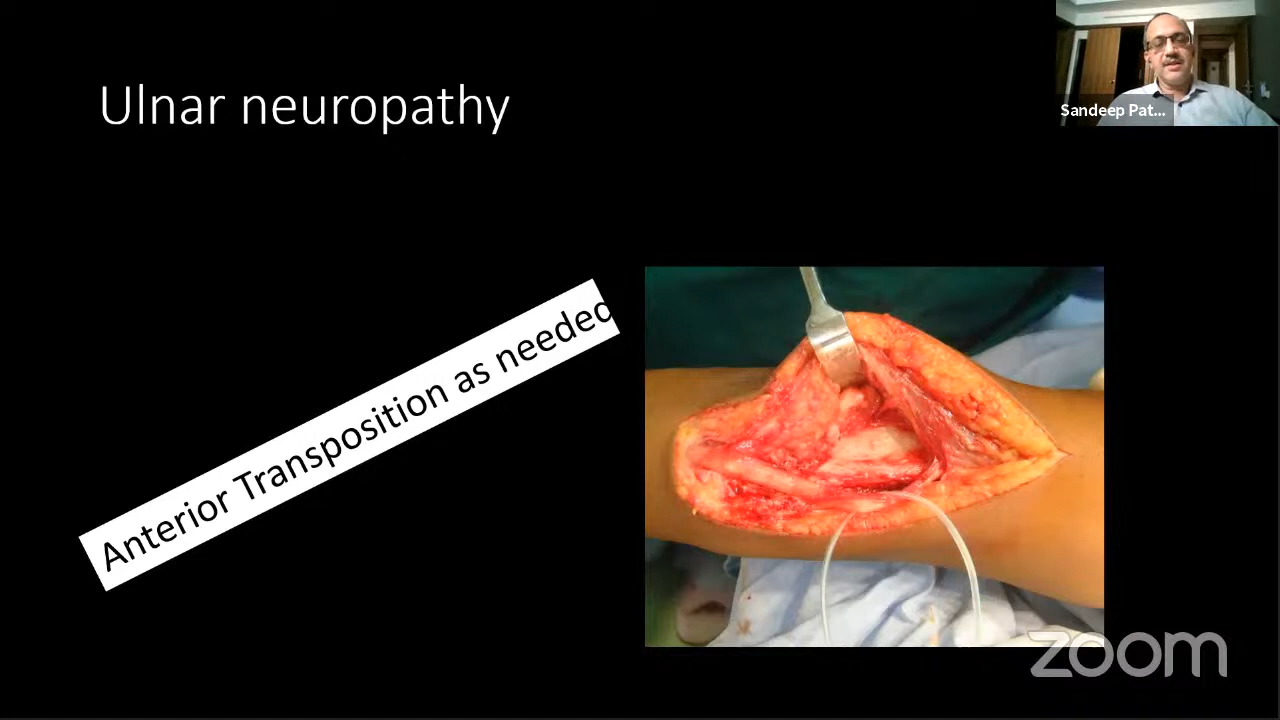 Ulnar neuropathy
Sandeep Pat...
Anterior Transposition as needed
zoom